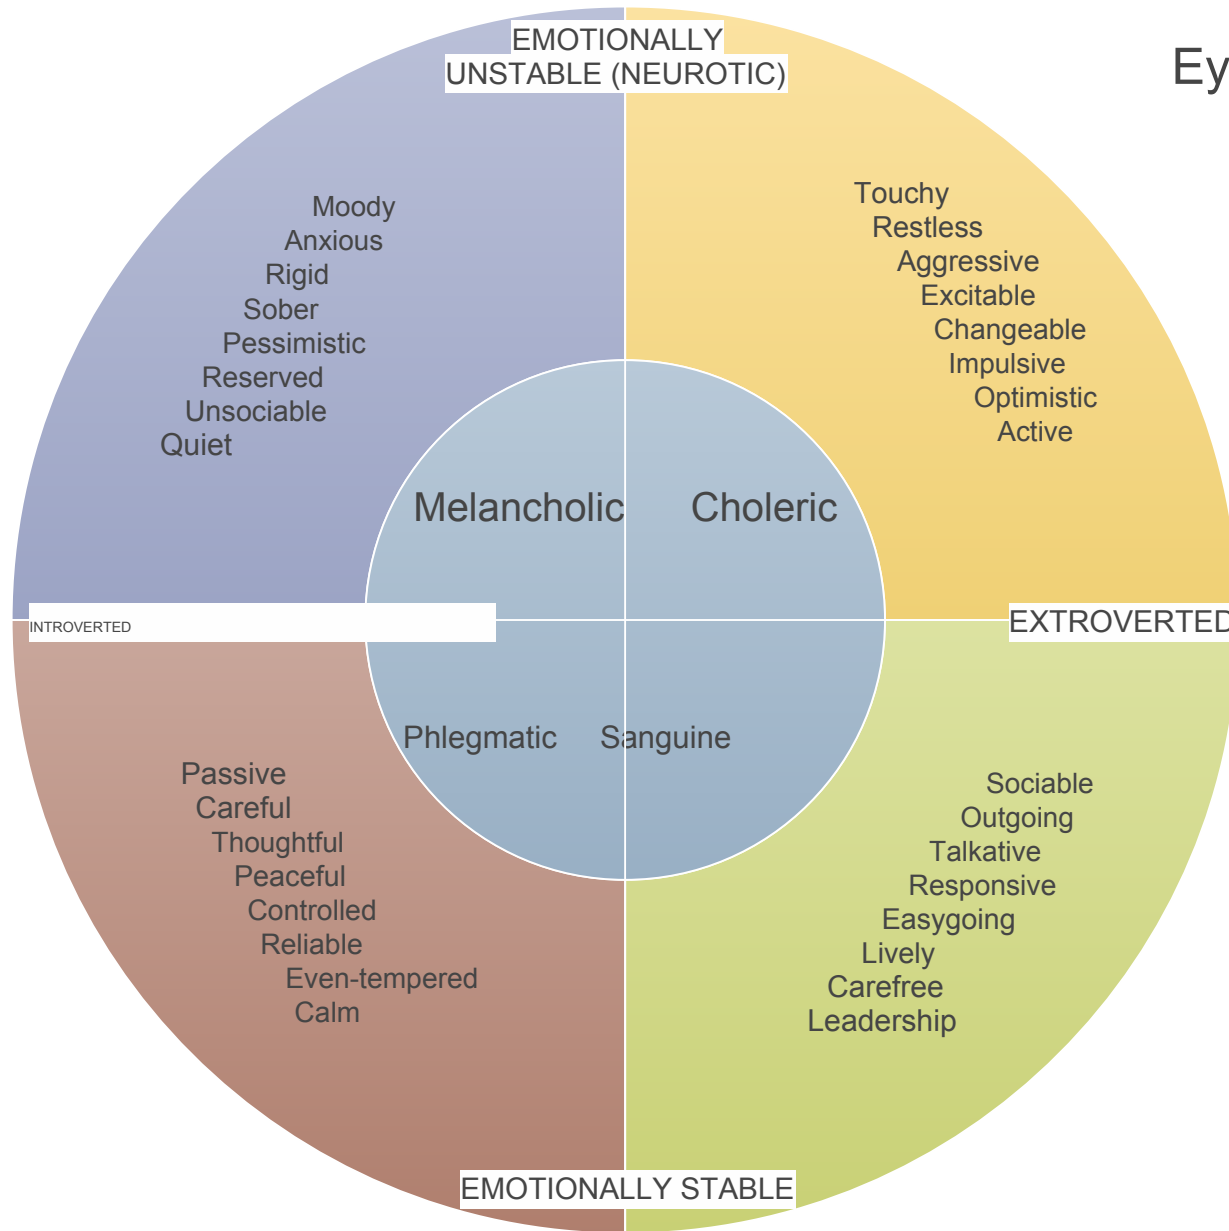 EMOTIONALLY
UNSTABLE (NEUROTIC)
Ey
Moody
Anxious
Rigid
Sober
Pessimistic
Reserved
Unsociable
Quiet
Touchy
Restless
Aggressive
Excitable
Changeable
Impulsive
Optimistic
Active
Melancholic
Choleric
INTROVERTED
EXTROVERTED
Phlegmatic
Sanguine
Passive
Careful
Thoughtful
Peaceful
Controlled
Reliable
Even-tempered
Calm
Sociable
Outgoing
Talkative
Responsive
Easygoing
Lively
Carefree
Leadership
EMOTIONALLY STABLE